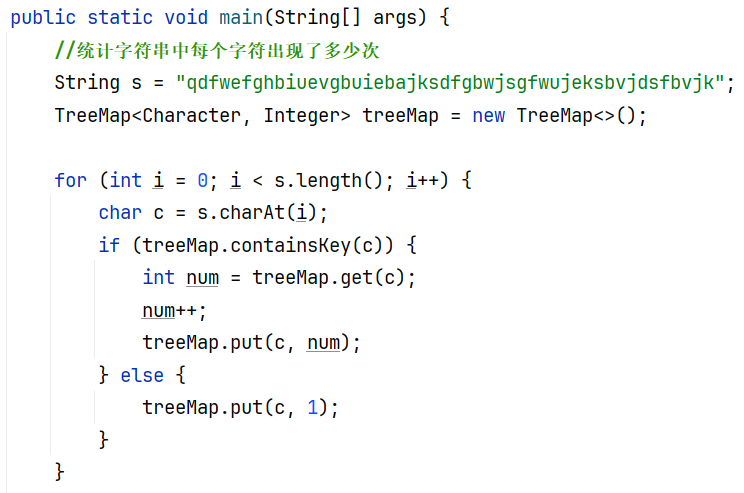 public static void main(String[] args) {
//统计字符串中每个字符出现了多少次
String s = "qdfwefghbiuevgbuiebajksdfgbwjsgfwujeksbvjdsfbvjk";
TreeMap<Character, Integer> treeMap = new TreeMap<>();
for (int i = 0; i < s.length(); i++) {
char c = s.charAt(i);
if (treeMap.containsKey(c)) {
int num = treeMap.get(c);
num++;
treeMap.put(c, num);
} else {
treeMap.put(c, 1);
}
}